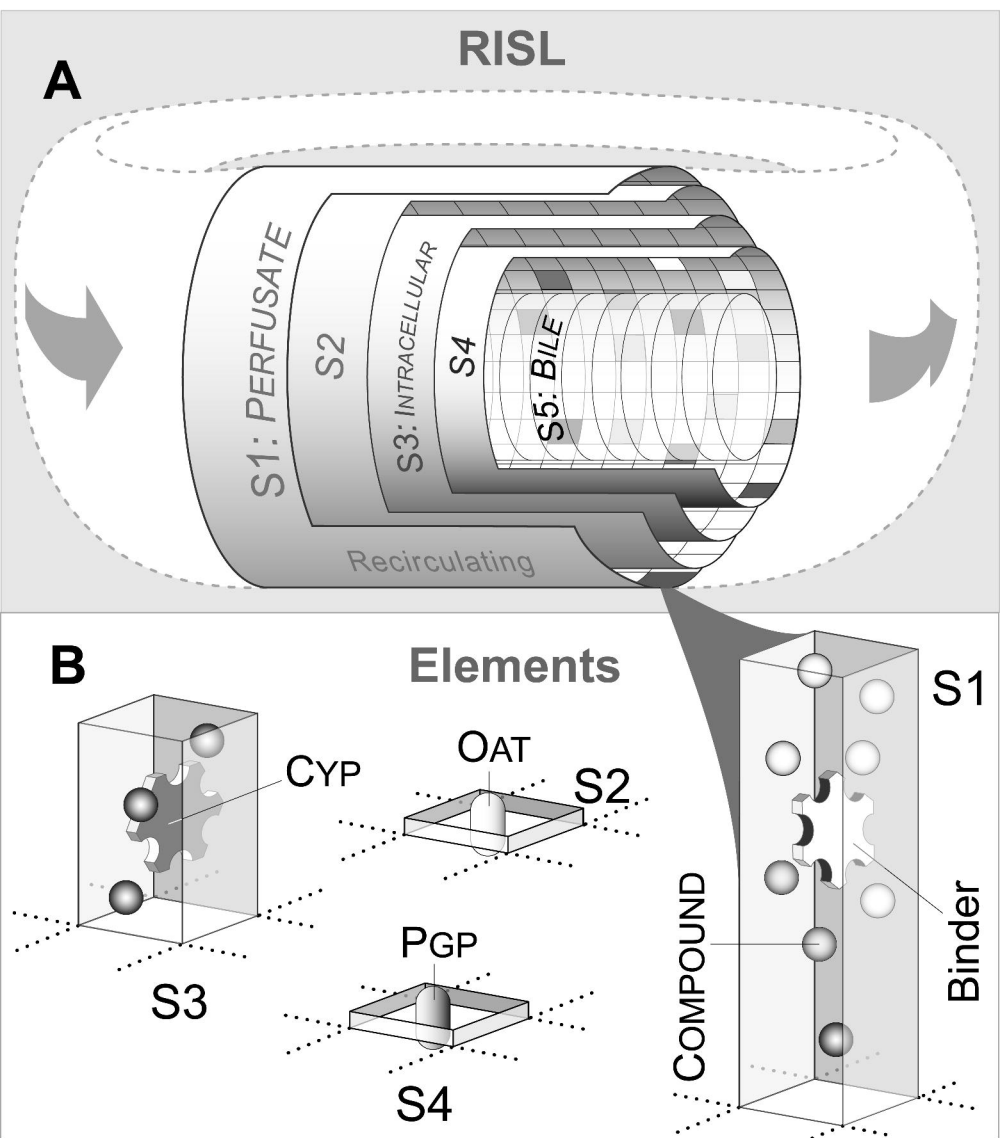 RISL
A
S1: PERFUSATE
S2
S3: INTRACELLULAR
S4
S5: BILE
Recirculating
B
Elements
S1
CYP
OAT
S2
PGP
S3
S4
COMPOUND
Binder